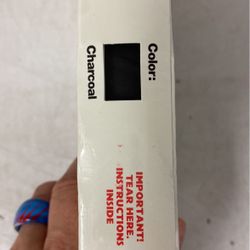 Color:
Charcoal
IMPORTANT!
TEAR HERE.
INSTRUCTIONS
INSIDE